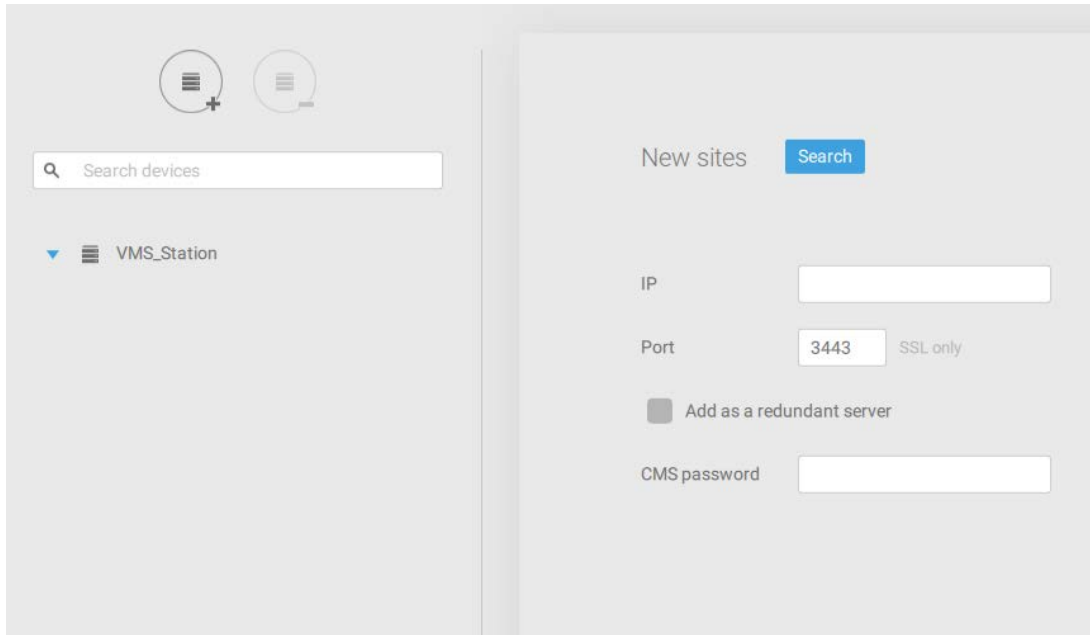 Search devices
VMS_Station
New sites
Search
IP
Port
3443
SSL only
Add as a redundant server
CMS password